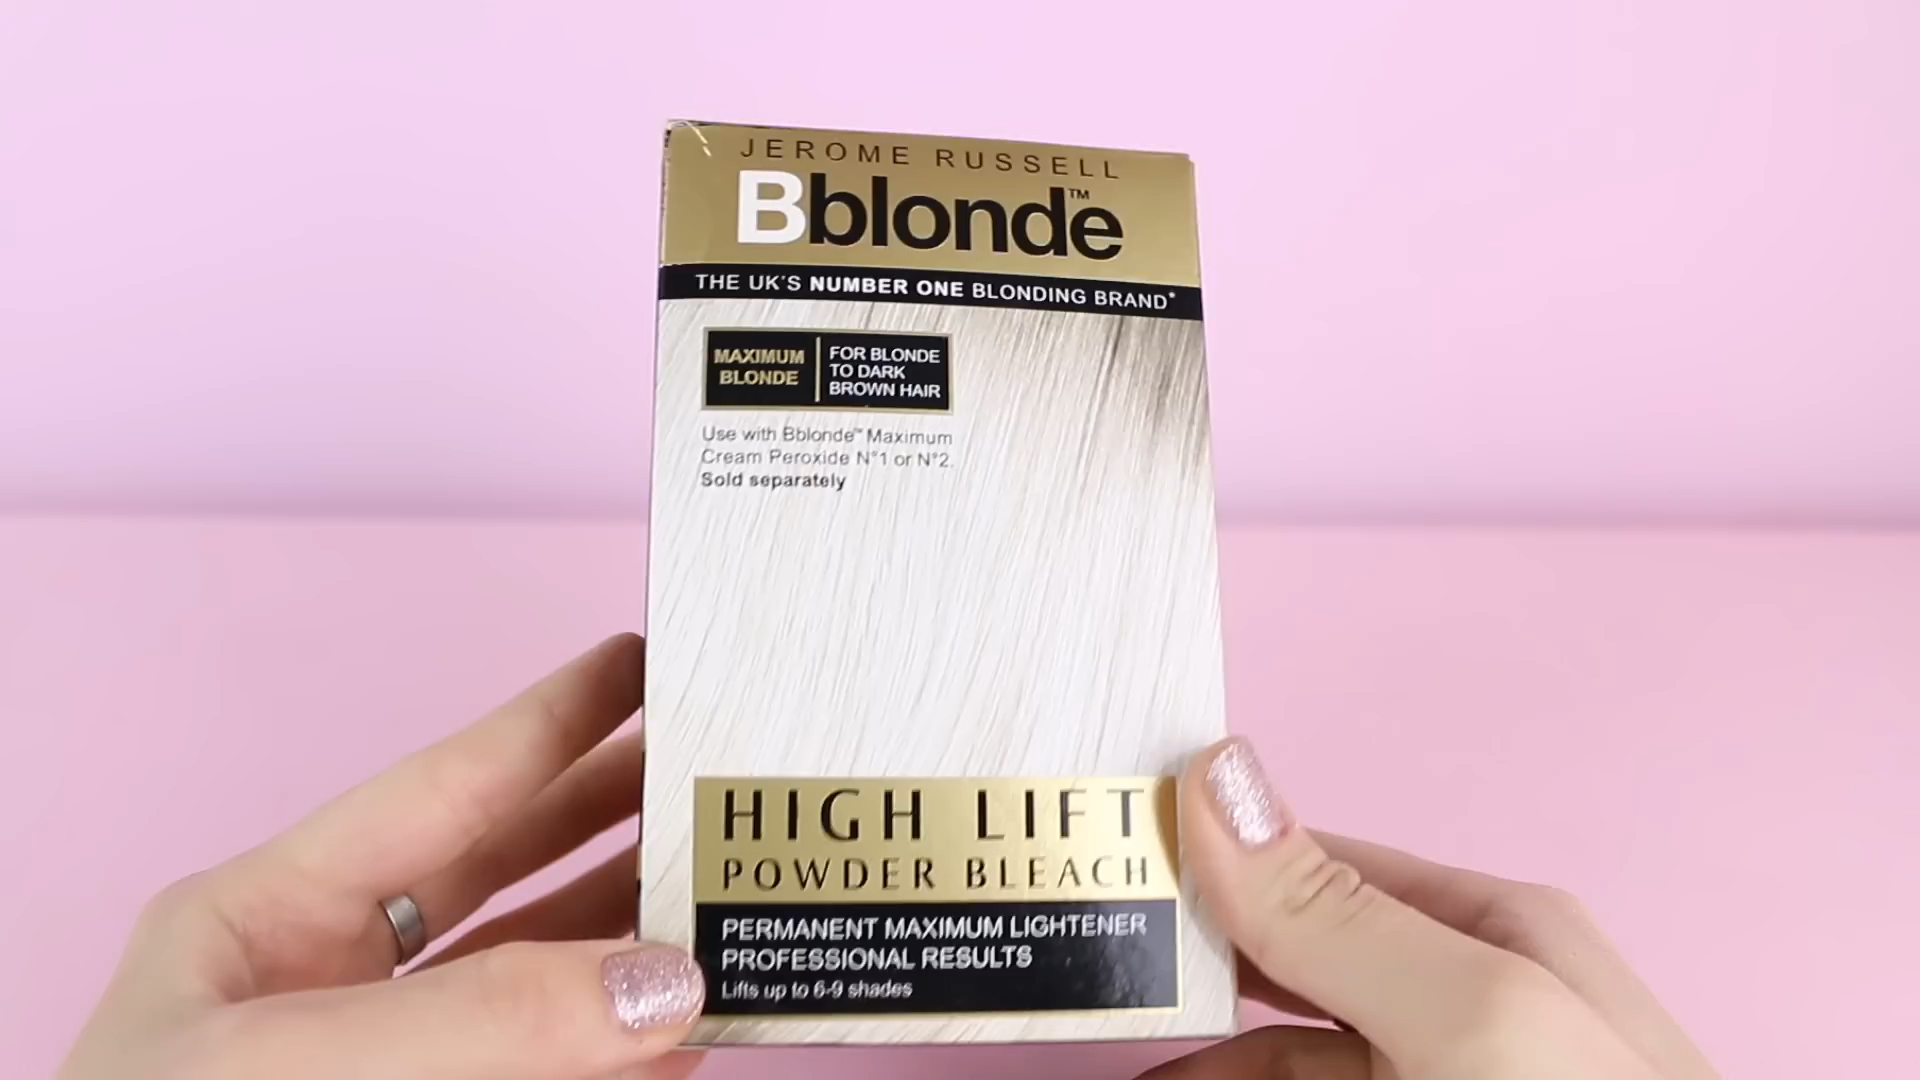 JEROME RUSSELL
Bblonde™
THE UK'S NUMBER ONE BLONDING BRAND*
MAXIMUM
BLONDE
FOR BLONDE
TO DARK
BROWN HAIR
Use with Bblonde™ Maximum
Cream Peroxide N°1 or N°2.
Sold separately
HIGH LIFT
POWDER BLEACH
PERMANENT MAXIMUM LIGHTENER
PROFESSIONAL RESULTS
Lifts up to 6-9 shades